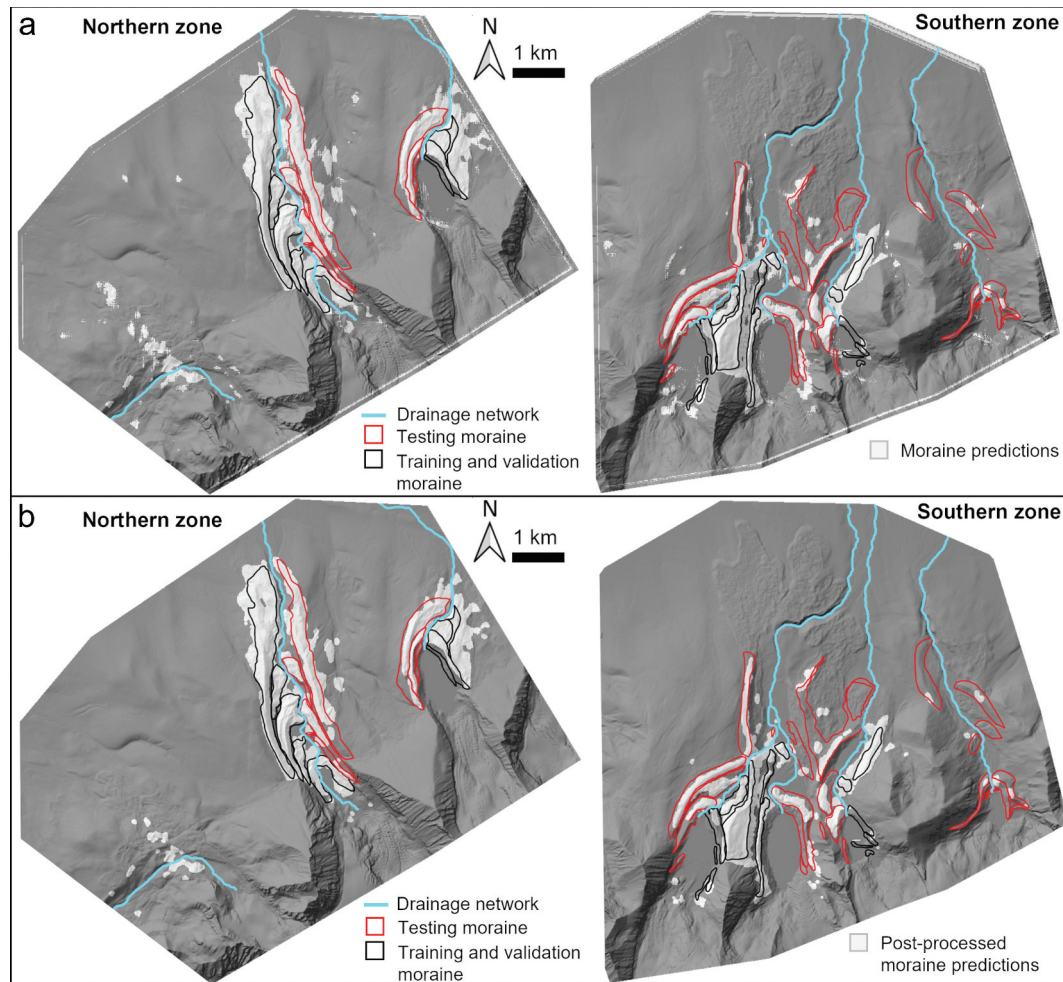 a
Northern zone
N
1 km
Southern zone
Drainage network
Testing moraine
Training and validation
moraine
Moraine predictions
b
Northern zone
N
1 km
Southern zone
Drainage network
Testing moraine
Training and validation
moraine
Post-processed
moraine predictions